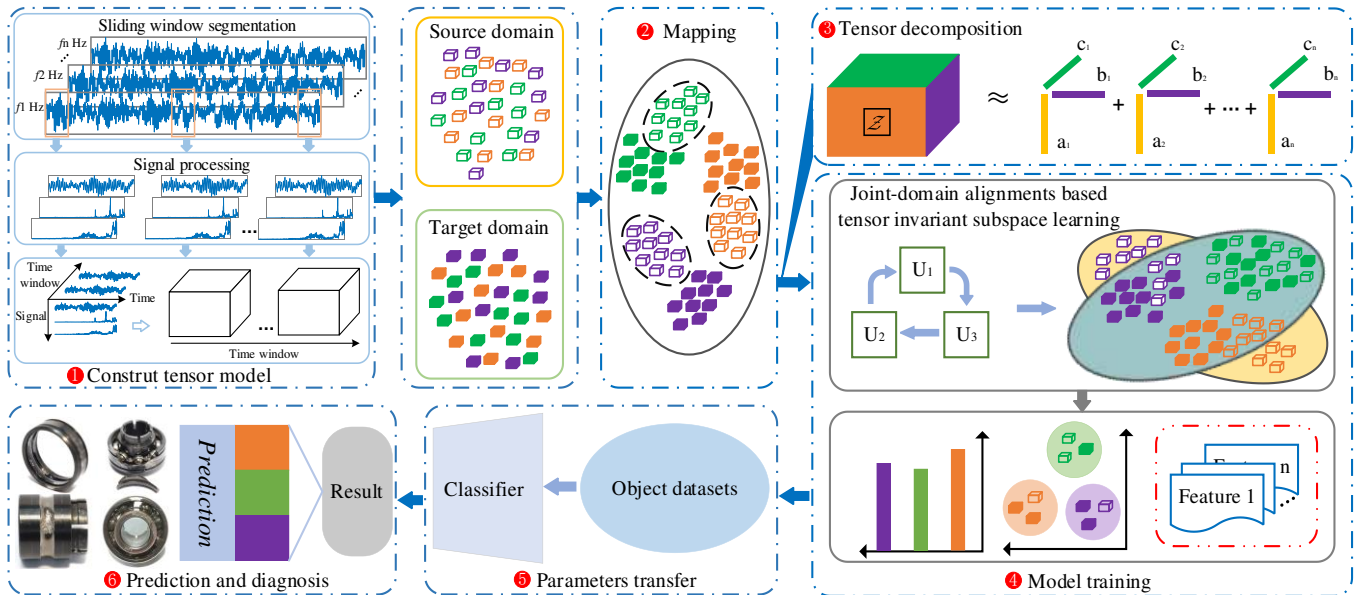 Sliding window segmentation
fn Hz
f2 Hz
f1 Hz
Signal processing
...
Time
window
Time
Signal
...
Time window
❶ Construt tensor model
Source domain
Target domain
❷ Mapping
❸ Tensor decomposition
Z ≈ a1 b1 c1 + a2 b2 c2 + ... + an bn cn
Joint-domain alignments based
tensor invariant subspace learning
U1
U2
U3
Feature 1
n
...
❹ Model training
❺ Parameters transfer
Object datasets
Classifier
❻ Prediction and diagnosis
Prediction
Result